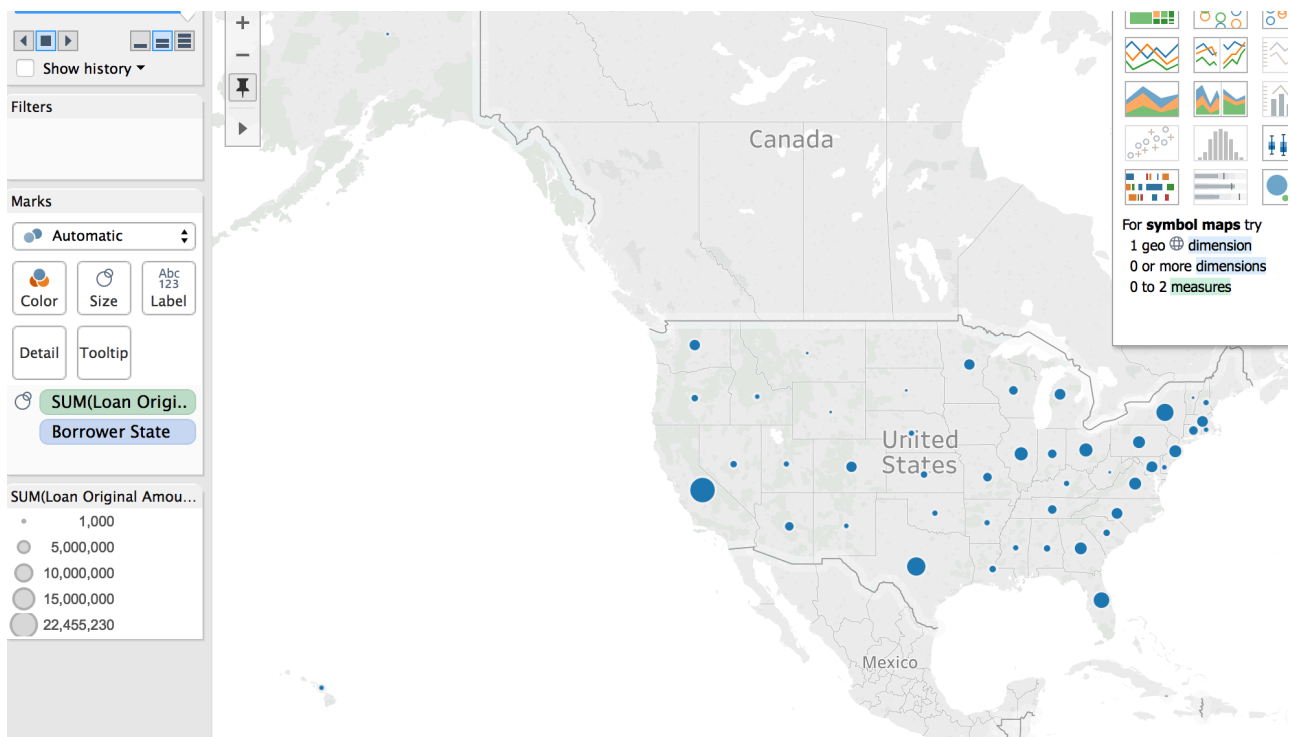 Show history
Filters
Marks
Automatic
Color
Size
Abc
123
Label
Detail
Tooltip
SUM(Loan Origi..
Borrower State
SUM(Loan Original Amou...
1,000
5,000,000
10,000,000
15,000,000
22,455,230
+
−
Canada
United
States
Mexico
For symbol maps try
1 geo dimension
0 or more dimensions
0 to 2 measures